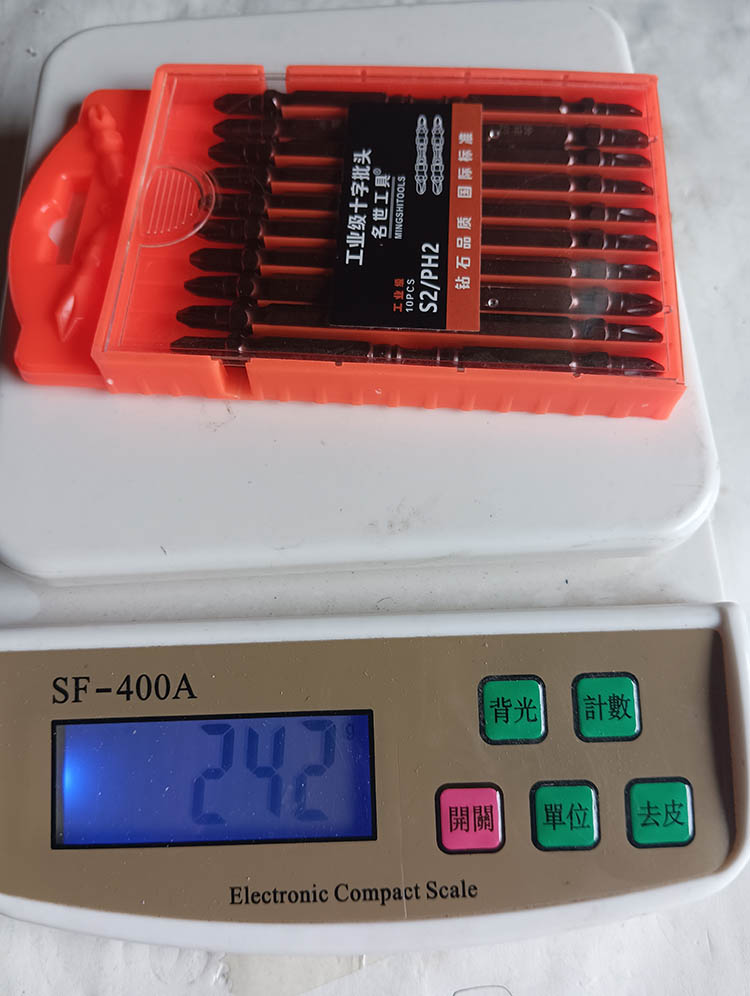 工业级十字批头
名世工具®
MINGSHITOOLS
工业级
10PCS
S2/PH2
钻石品质 国际标准
SF-400A
242 g
背光
計數
開關
單位
去皮
Electronic Compact Scale